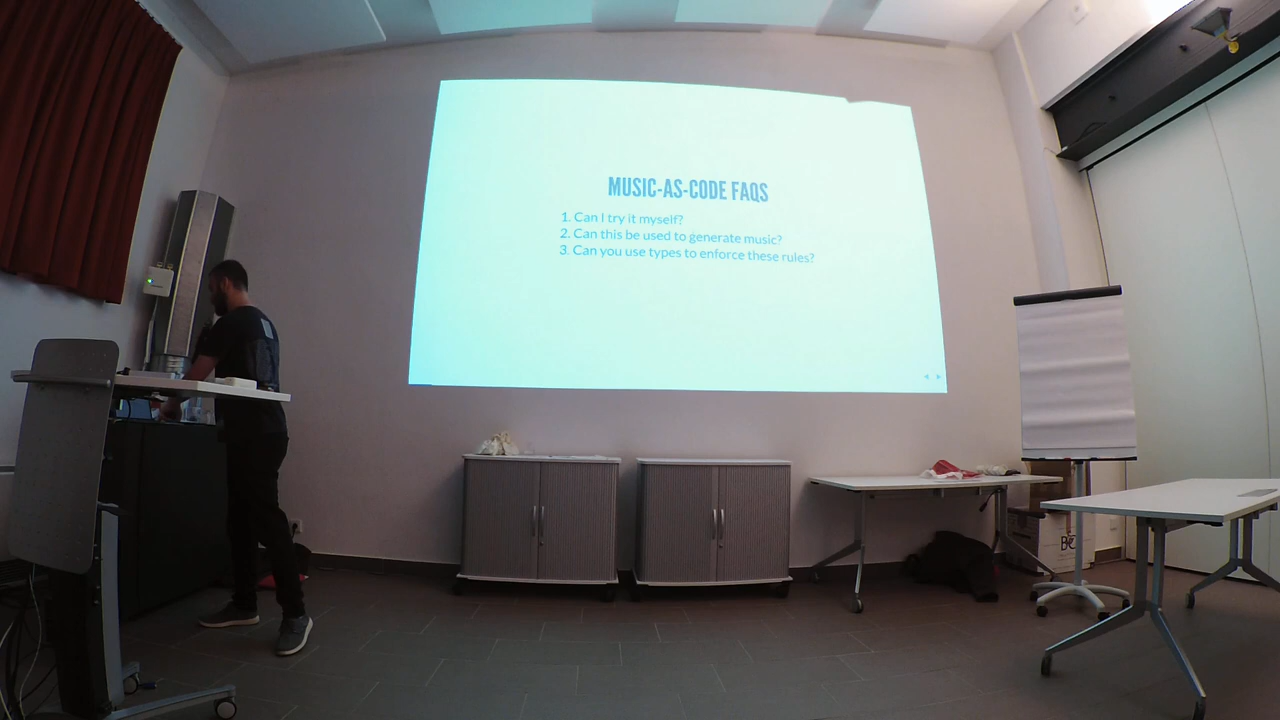 MUSIC-AS-CODE FAQS
1. Can I try it myself?
2. Can this be used to generate music?
3. Can you use types to enforce these rules?